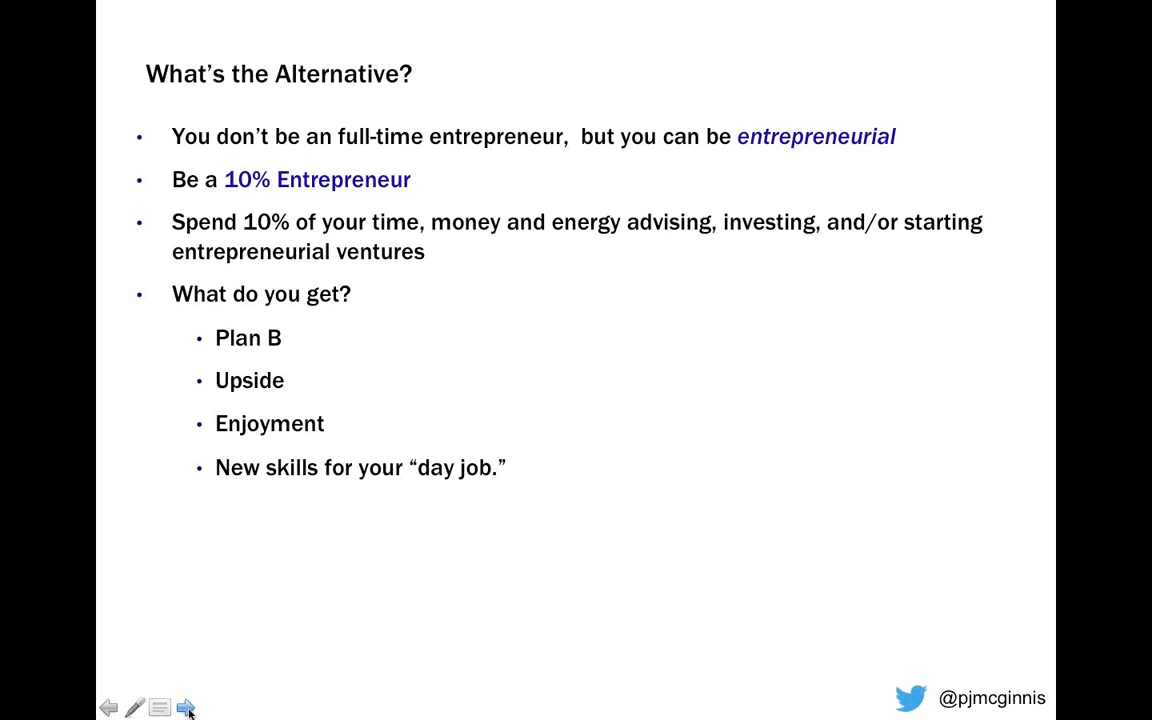 What’s the Alternative?
• You don’t be an full-time entrepreneur,  but you can be entrepreneurial
• Be a 10% Entrepreneur
• Spend 10% of your time, money and energy advising, investing, and/or starting
entrepreneurial ventures
• What do you get?
• Plan B
• Upside
• Enjoyment
• New skills for your “day job.”
@pjmcginnis